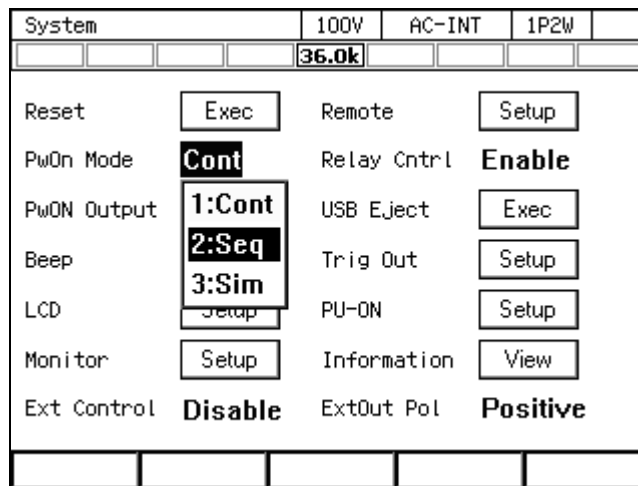 System 100V AC-INT 1P2W
36.0k
Reset Exec Remote Setup
PwOn Mode Cont Relay Cntrl Enable
PwON Output 1:Cont USB Eject Exec
2:Seq
Beep Trig Out Setup
3:Sim
LCD Setup PU-ON Setup
Monitor Setup Information View
Ext Control Disable ExtOut Pol Positive